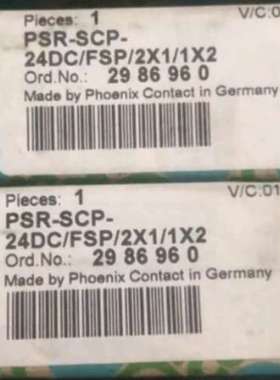 Pieces: 1 V/C:0
PSR-SCP-
24DC/FSP/2X1/1X2
Ord.No.: 29 86 96 0
Made by Phoenix Contact in Germany
Pieces: 1 V/C:01
PSR-SCP-
24DC/FSP/2X1/1X2
Ord.No.: 29 86 96 0
Made by Phoenix Contact in Germany